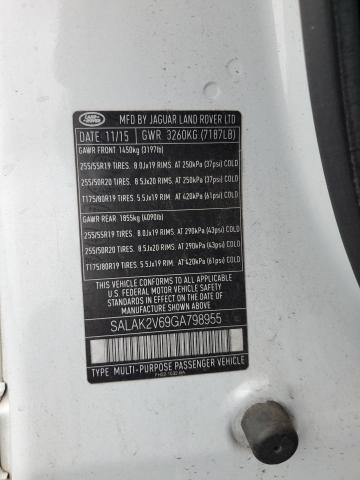 LAND ROVER
MFD BY JAGUAR LAND ROVER LTD
DATE 11/15 GWR 3260KG (7187LB)
GAWR FRONT 1450kg (3197lb)
255/55R19 TIRES. 8.0Jx19 RIMS. AT 250kPa (37psi) COLD
255/50R20 TIRES. 8.5Jx20 RIMS. AT 250kPa (37psi) COLD
T175/80R19 TIRES. 5.5Jx19 RIM. AT 420kPa (61psi) COLD
GAWR REAR 1855kg (4090lb)
255/55R19 TIRES. 8.0Jx19 RIMS. AT 290kPa (43psi) COLD
255/50R20 TIRES. 8.5Jx20 RIMS. AT 290kPa (43psi) COLD
T175/80R19 TIRES. 5.5Jx19 RIM. AT 420kPa (61psi) COLD
THIS VEHICLE CONFORMS TO ALL APPLICABLE
U.S. FEDERAL MOTOR VEHICLE SAFETY
STANDARDS IN EFFECT ON THE DATE OF
MANUFACTURE SHOWN ABOVE
SALAK2V69GA798955
TYPE MULTI-PURPOSE PASSENGER VEHICLE